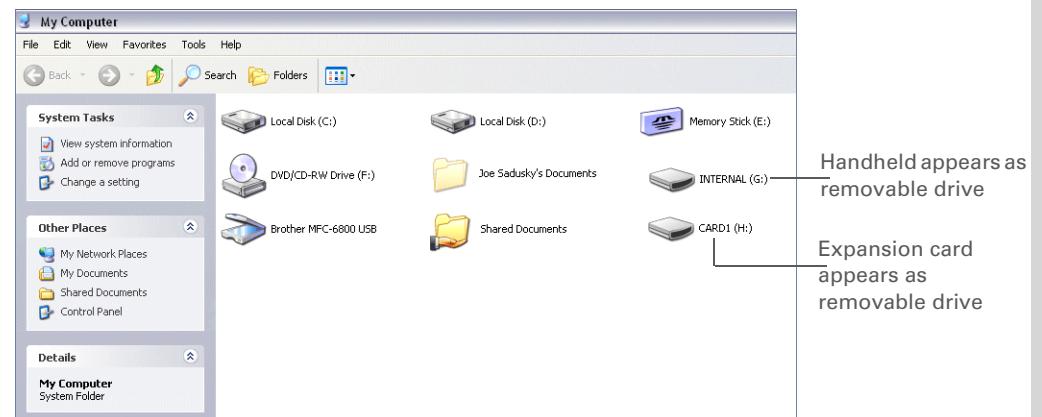 My Computer
File Edit View Favorites Tools Help
Back Search Folders
System Tasks
View system information
Add or remove programs
Change a setting
Other Places
My Network Places
My Documents
Shared Documents
Control Panel
Details
My Computer
System Folder
Local Disk (C:) Local Disk (D:) Memory Stick (E:)
DVD/CD-RW Drive (F:) Joe Sadusky's Documents INTERNAL (G:)
Brother MFC-6800 USB Shared Documents CARD1 (H:)
Handheld appears as
removable drive
Expansion card
appears as
removable drive